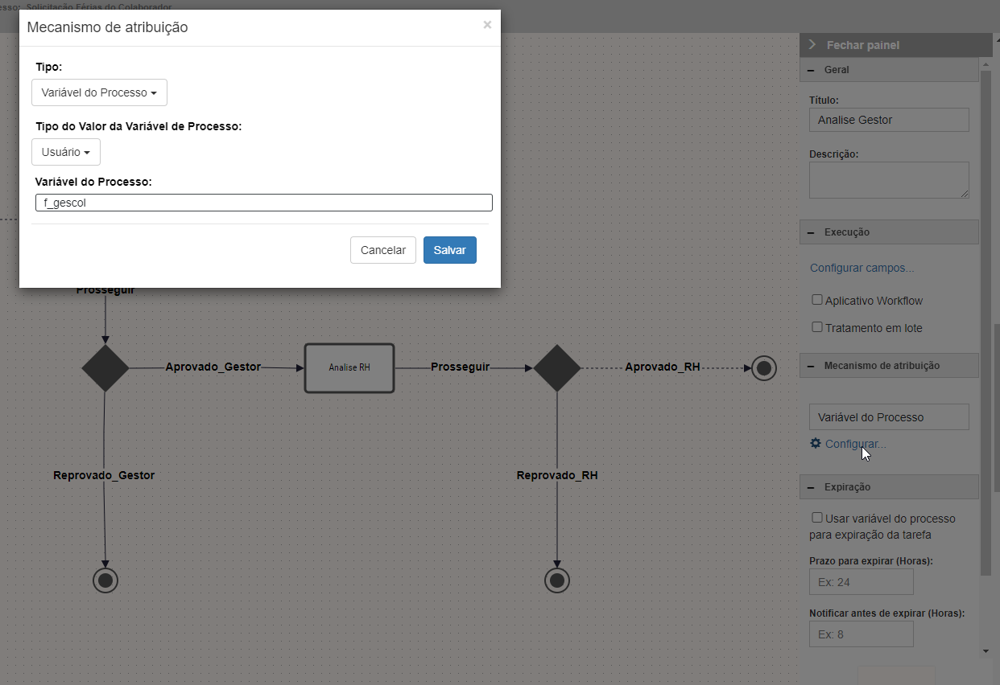 esso: Solicitação Férias do Colaborador
Mecanismo de atribuição
×
Tipo:
Variável do Processo
Tipo do Valor da Variável de Processo:
Usuário
Variável do Processo:
f_gescol
Cancelar
Salvar
Prosseguir
Aprovado_Gestor
Analise RH
Prosseguir
Aprovado_RH
Reprovado_Gestor
Reprovado_RH
Fechar painel
Geral
Título:
Analise Gestor
Descrição:
Execução
Configurar campos...
Aplicativo Workflow
Tratamento em lote
Mecanismo de atribuição
Variável do Processo
Configurar...
Expiração
Usar variável do processo
para expiração da tarefa
Prazo para expirar (Horas):
Ex: 24
Notificar antes de expirar (Horas):
Ex: 8